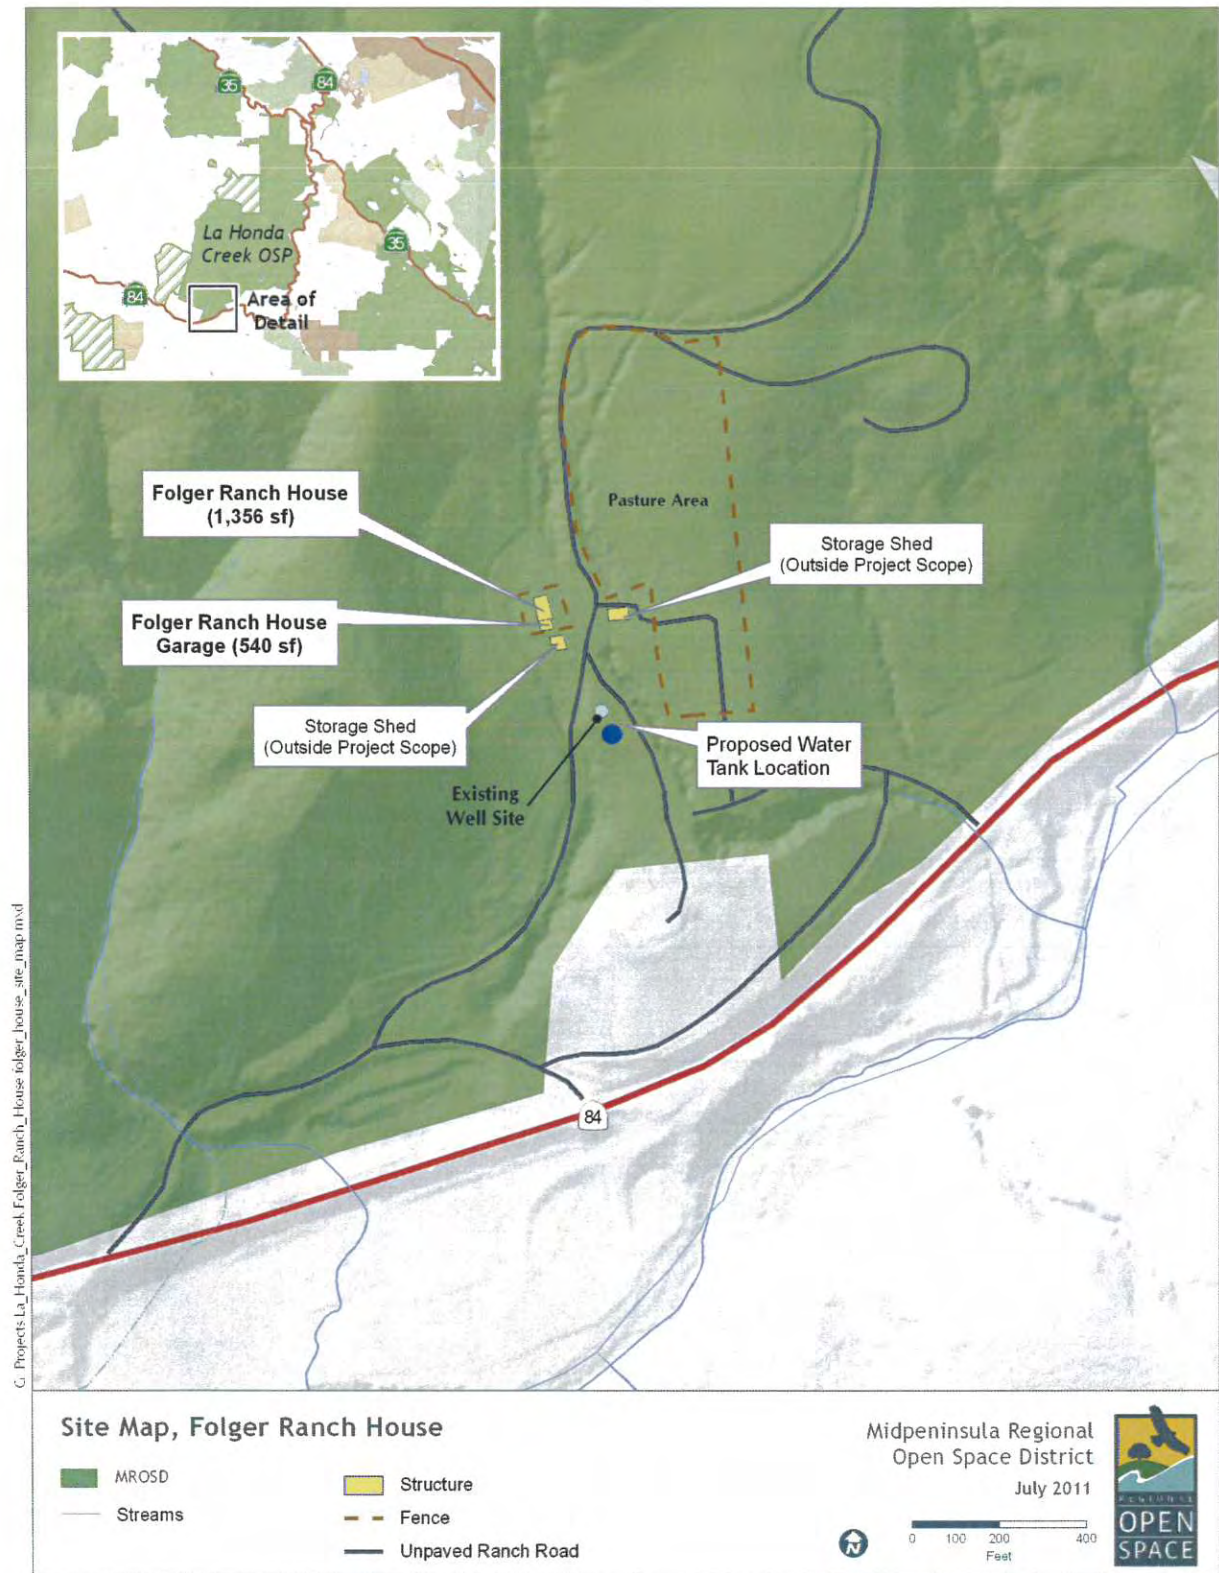 35
84
La Honda
Creek OSP
35
84
Area of
Detail
Folger Ranch House
(1,356 sf)
Pasture Area
Storage Shed
(Outside Project Scope)
Folger Ranch House
Garage (540 sf)
Storage Shed
(Outside Project Scope)
Proposed Water
Tank Location
Existing
Well Site
84
G: Projects La_Honda_Creek Folger_Ranch_House folger_house_site_map mxd
Site Map, Folger Ranch House
MROSD
Streams
Structure
Fence
Unpaved Ranch Road
Midpeninsula Regional
Open Space District
July 2011
N
0 100 200 400
Feet
REGIONAL
OPEN
SPACE